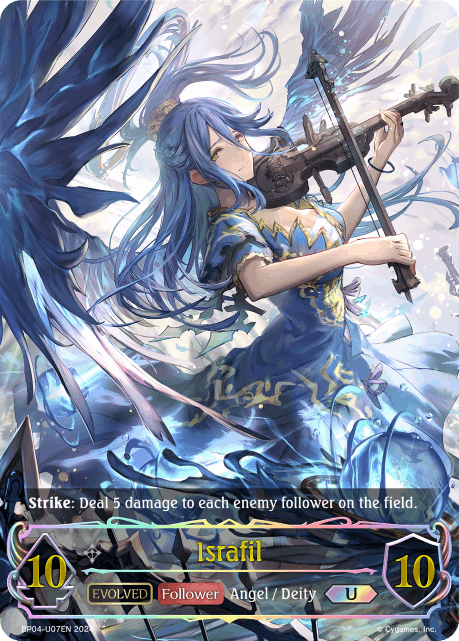 Strike: Deal 5 damage to each enemy follower on the field.
Israfil
10
10
EVOLVED Follower Angel / Deity U
BP04-U07EN 2024
© Cygames, Inc.